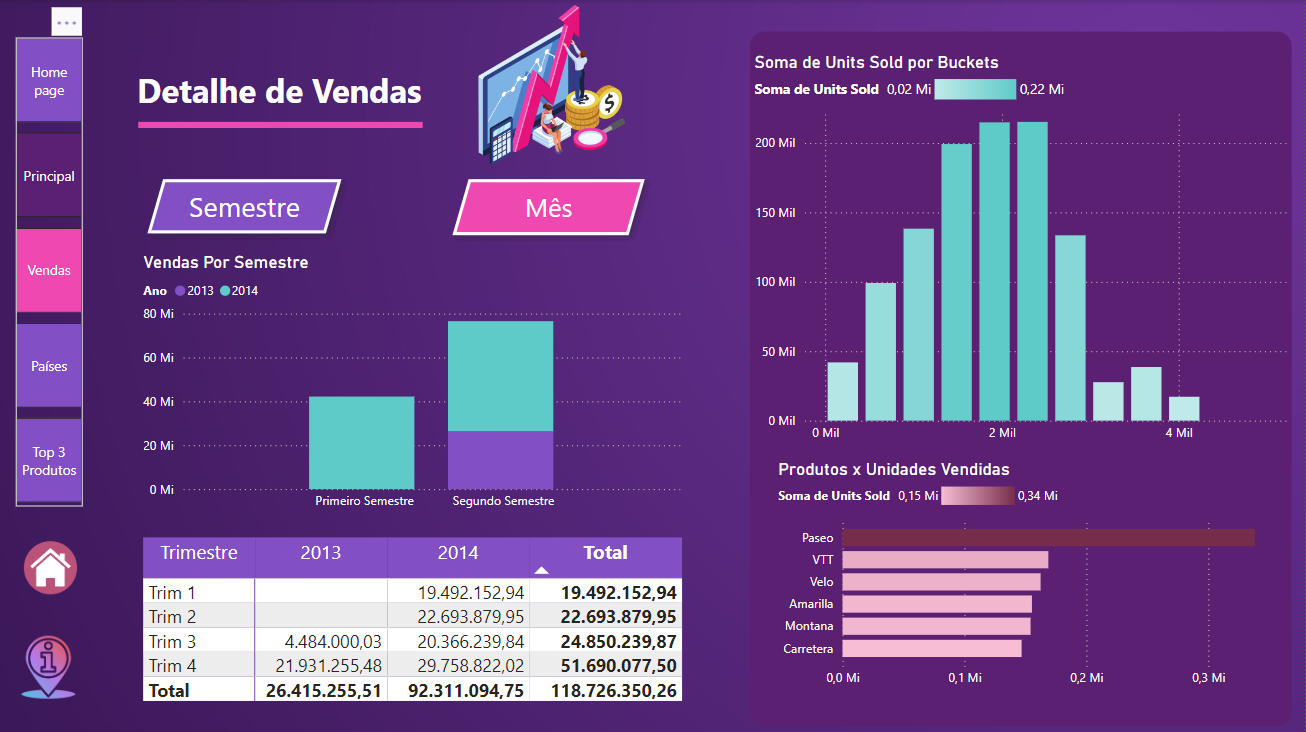 ...
Home
page
Principal
Vendas
Países
Top 3
Produtos
Detalhe de Vendas
$
Semestre
Mês
Vendas Por Semestre
Ano 2013 2014
80 Mi
60 Mi
40 Mi
20 Mi
0 Mi
Primeiro Semestre Segundo Semestre
Trimestre 2013 2014 Total
Trim 1 19.492.152,94 19.492.152,94
Trim 2 22.693.879,95 22.693.879,95
Trim 3 4.484.000,03 20.366.239,84 24.850.239,87
Trim 4 21.931.255,48 29.758.822,02 51.690.077,50
Total 26.415.255,51 92.311.094,75 118.726.350,26
Soma de Units Sold por Buckets
Soma de Units Sold 0,02 Mi 0,22 Mi
200 Mil
150 Mil
100 Mil
50 Mil
0 Mil
0 Mil 2 Mil 4 Mil
Produtos x Unidades Vendidas
Soma de Units Sold 0,15 Mi 0,34 Mi
Paseo
VTT
Velo
Amarilla
Montana
Carretera
0,0 Mi 0,1 Mi 0,2 Mi 0,3 Mi